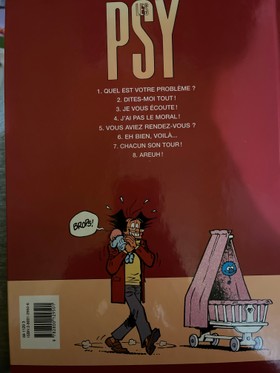 PSY
1. QUEL EST VOTRE PROBLÈME ?
2. DITES-MOI TOUT !
3. JE VOUS ÉCOUTE !
4. J'AI PAS LE MORAL !
5. VOUS AVIEZ RENDEZ-VOUS ?
6. EH BIEN, VOILÀ...
7. CHACUN SON TOUR !
8. AREUH !
BROPS!